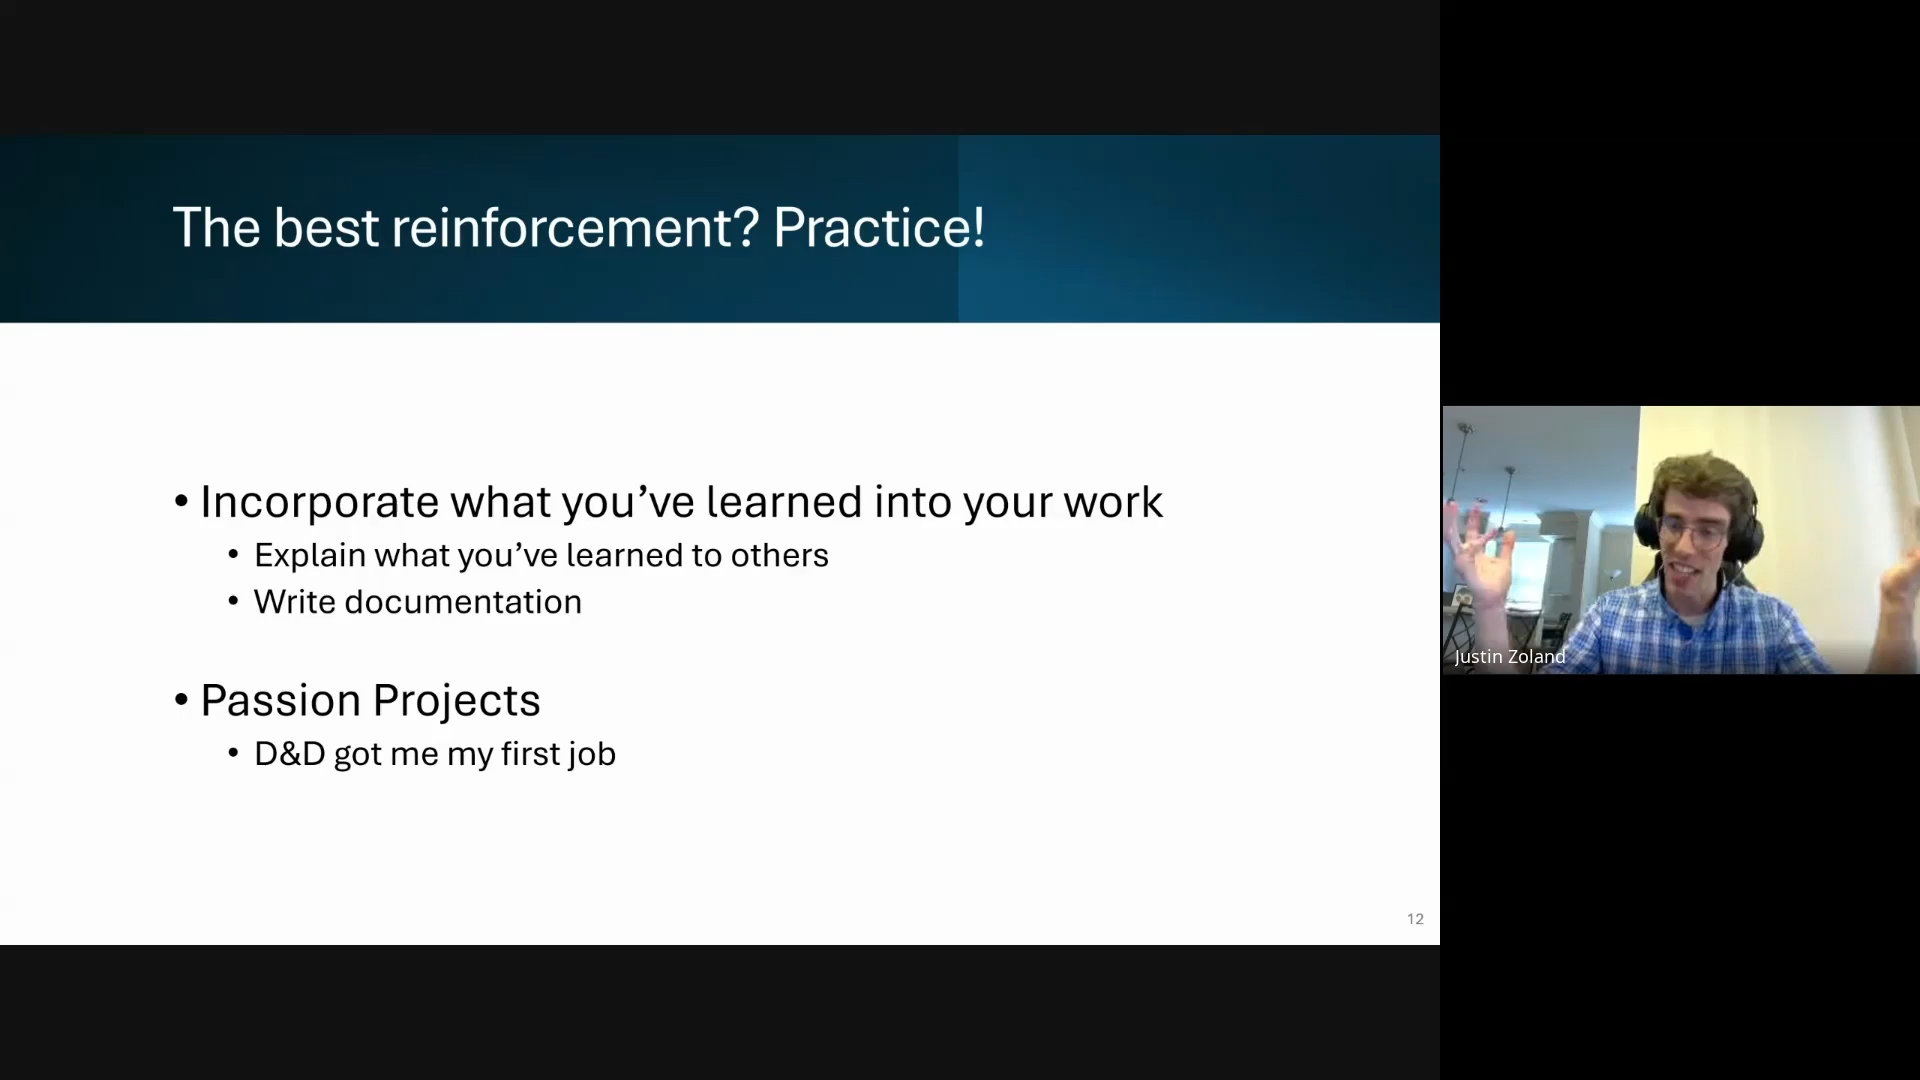 The best reinforcement? Practice!
• Incorporate what you’ve learned into your work
• Explain what you’ve learned to others
• Write documentation
• Passion Projects
• D&D got me my first job
12
Justin Zoland